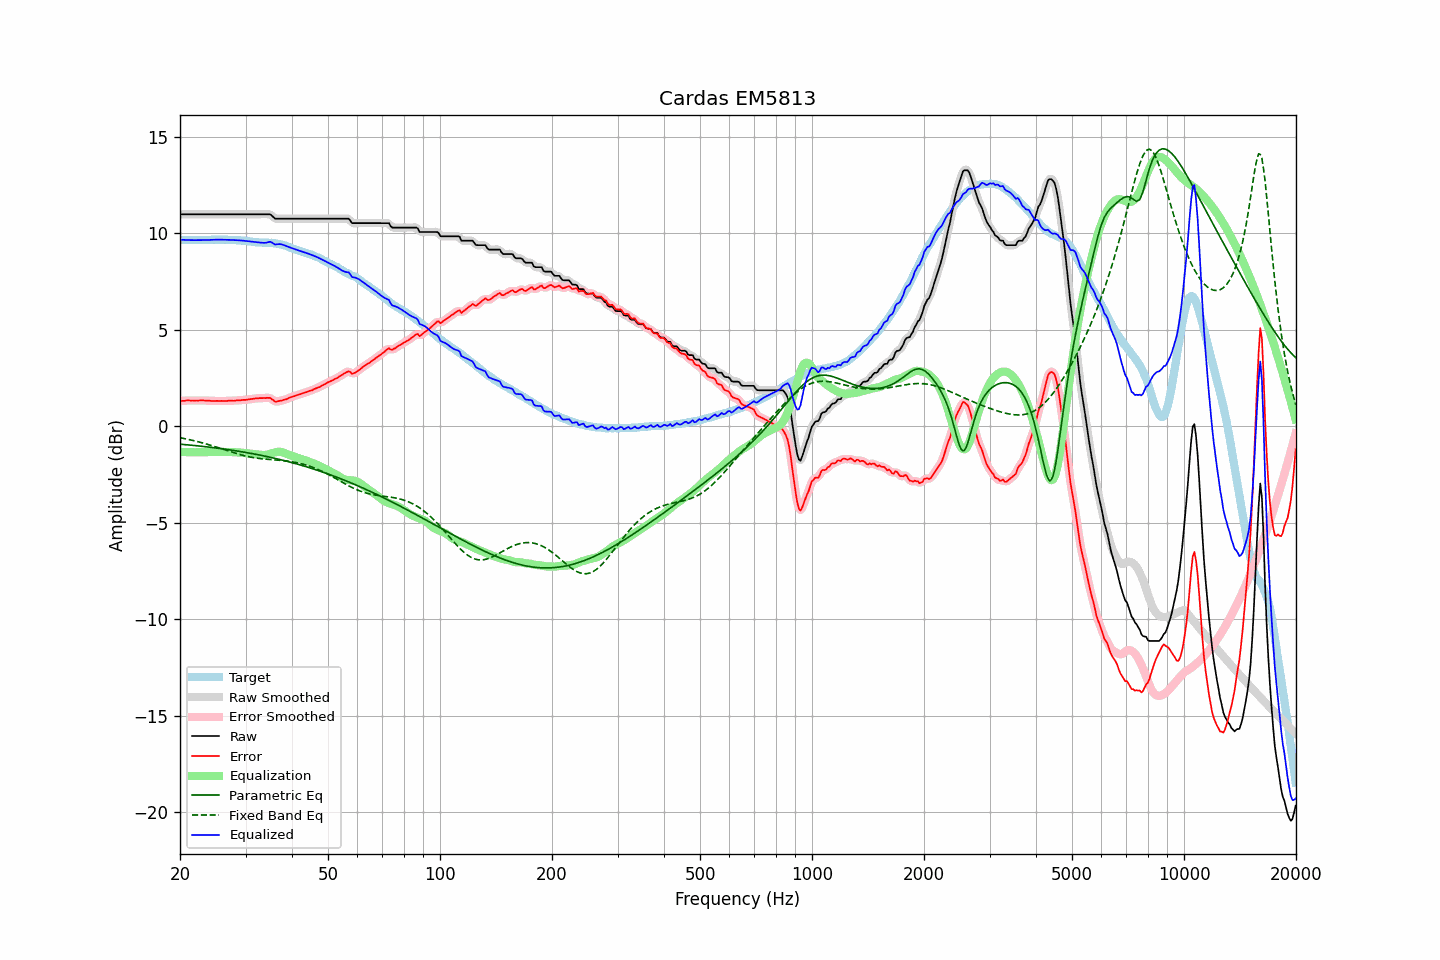 Cardas EM5813
Amplitude (dBr)
15
10
5
0
−5
−10
−15
−20
Target
Raw Smoothed
Error Smoothed
Raw
Error
Equalization
Parametric Eq
Fixed Band Eq
Equalized
20 50 100 200 500 1000 2000 5000 10000 20000
Frequency (Hz)